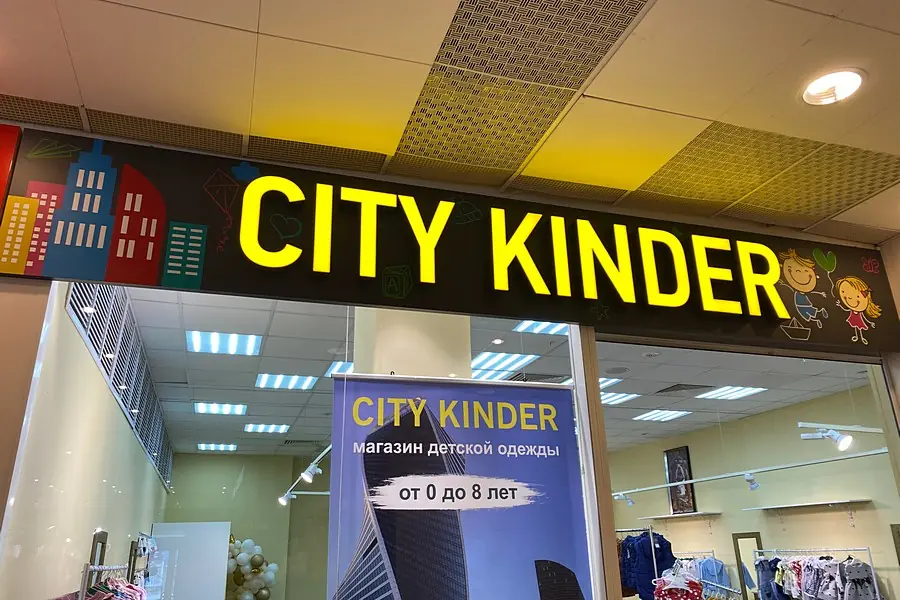 CITY KINDER
A
CITY KINDER
магазин детской одежды
от 0 до 8 лет